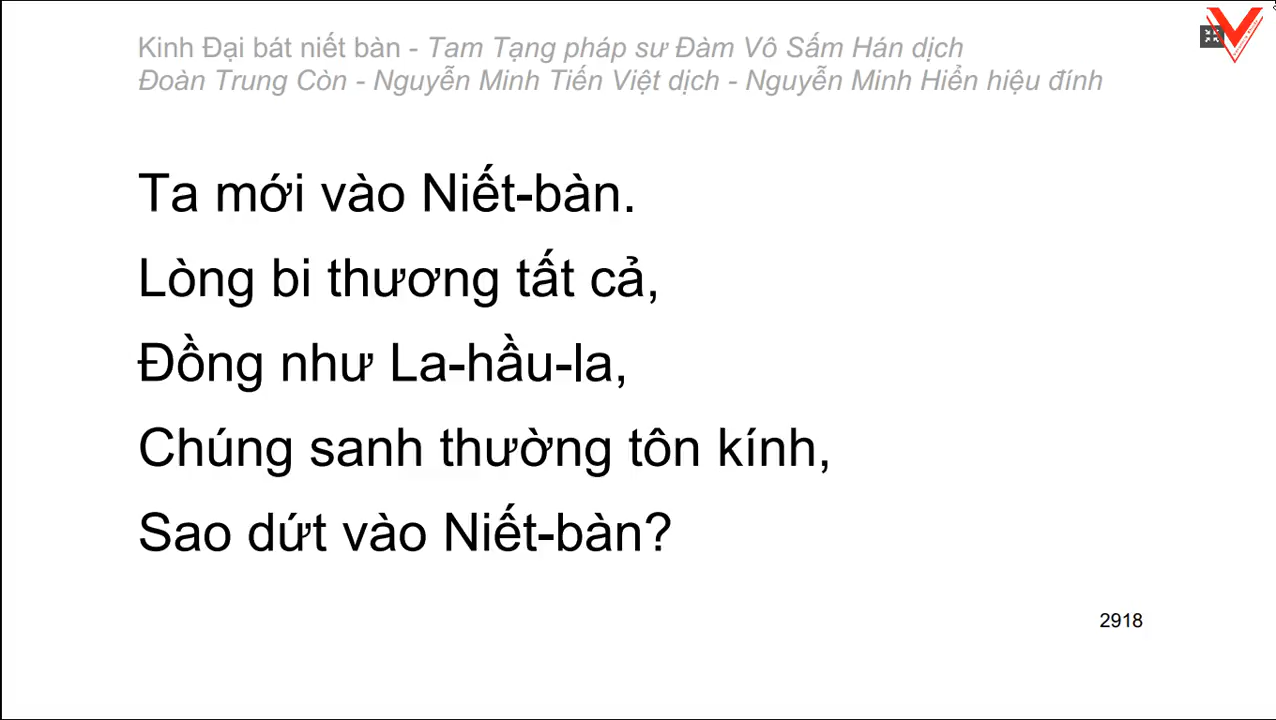 Kinh Đại bát niết bàn - Tam Tạng pháp sư Đàm Vô Sấm Hán dịch
Đoàn Trung Còn - Nguyễn Minh Tiến Việt dịch - Nguyễn Minh Hiển hiệu đính
Ta mới vào Niết-bàn.
Lòng bi thương tất cả,
Đồng như La-hầu-la,
Chúng sanh thường tôn kính,
Sao dứt vào Niết-bàn?
2918